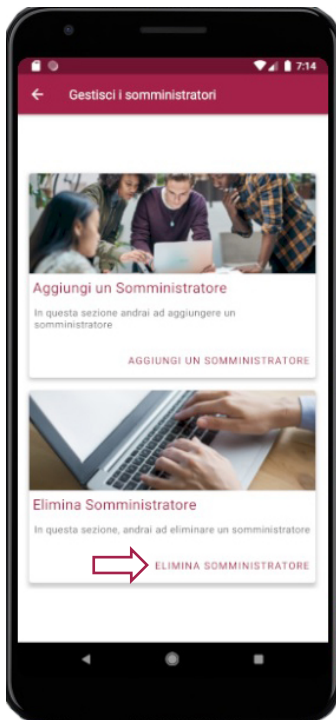 7:14
Gestisci i somministratori
Aggiungi un Somministratore
In questa sezione andrai ad aggiungere un
somministratore
AGGIUNGI UN SOMMINISTRATORE
Elimina Somministratore
In questa sezione, andrai ad eliminare un somministratore
ELIMINA SOMMINISTRATORE